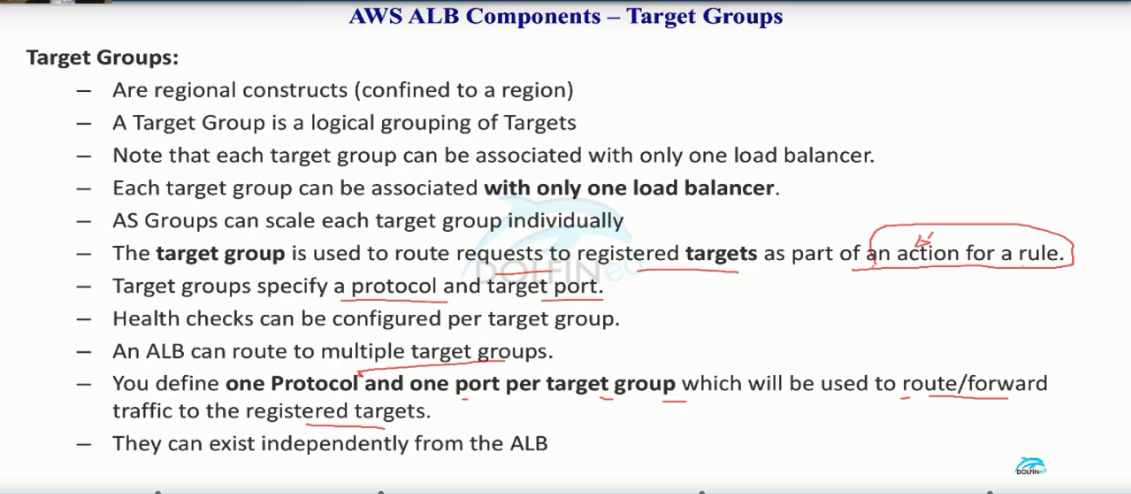 AWS ALB Components – Target Groups
Target Groups:
– Are regional constructs (confined to a region)
– A Target Group is a logical grouping of Targets
– Note that each target group can be associated with only one load balancer.
– Each target group can be associated with only one load balancer.
– AS Groups can scale each target group individually
– The target group is used to route requests to registered targets as part of an action for a rule.
– Target groups specify a protocol and target port.
– Health checks can be configured per target group.
– An ALB can route to multiple target groups.
– You define one Protocol and one port per target group which will be used to route/forward
traffic to the registered targets.
– They can exist independently from the ALB
DOLFINed
DOLFINed